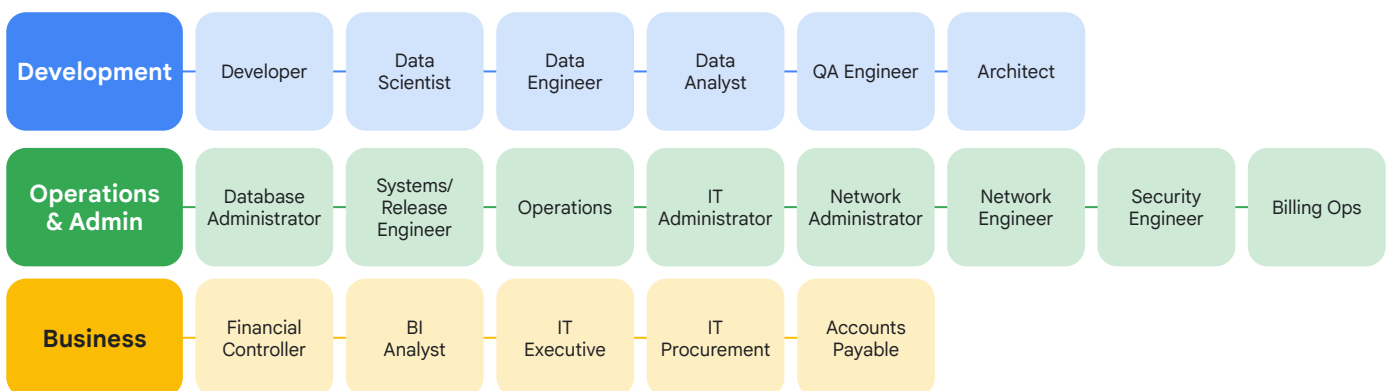 Development
Developer
Data
Scientist
Data
Engineer
Data
Analyst
QA Engineer
Architect
Operations
& Admin
Database
Administrator
Systems/
Release
Engineer
Operations
IT
Administrator
Network
Administrator
Network
Engineer
Security
Engineer
Billing Ops
Business
Financial
Controller
BI
Analyst
IT
Executive
IT
Procurement
Accounts
Payable